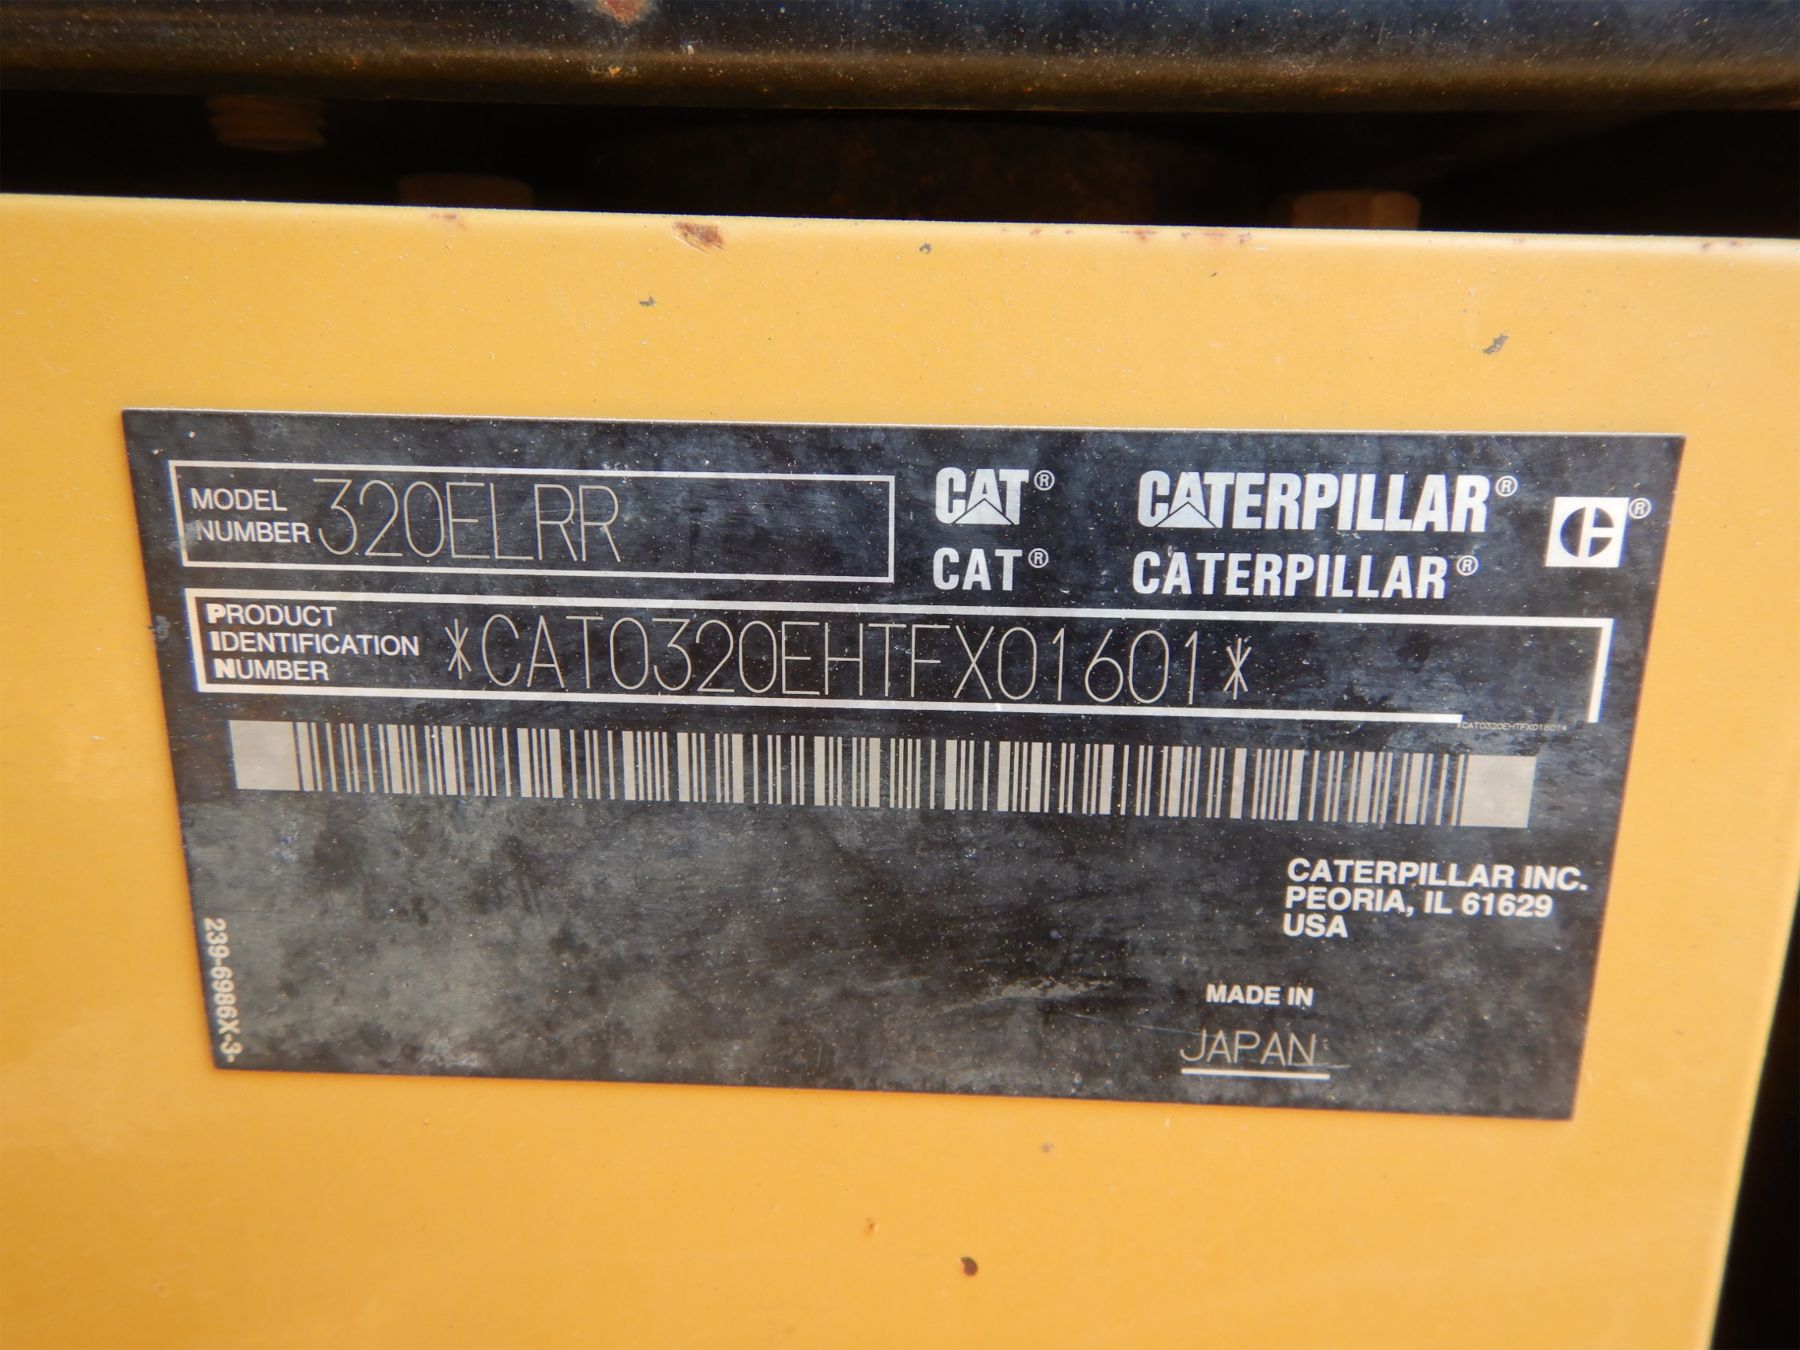 MODEL NUMBER 320ELRR
CAT® CATERPILLAR® ®
CAT® CATERPILLAR®
PRODUCT IDENTIFICATION NUMBER *CAT0320EHTFX01601*
*CAT0320EHTFX01601*
CATERPILLAR INC.
PEORIA, IL 61629
USA
MADE IN
JAPAN
239-6986X-3